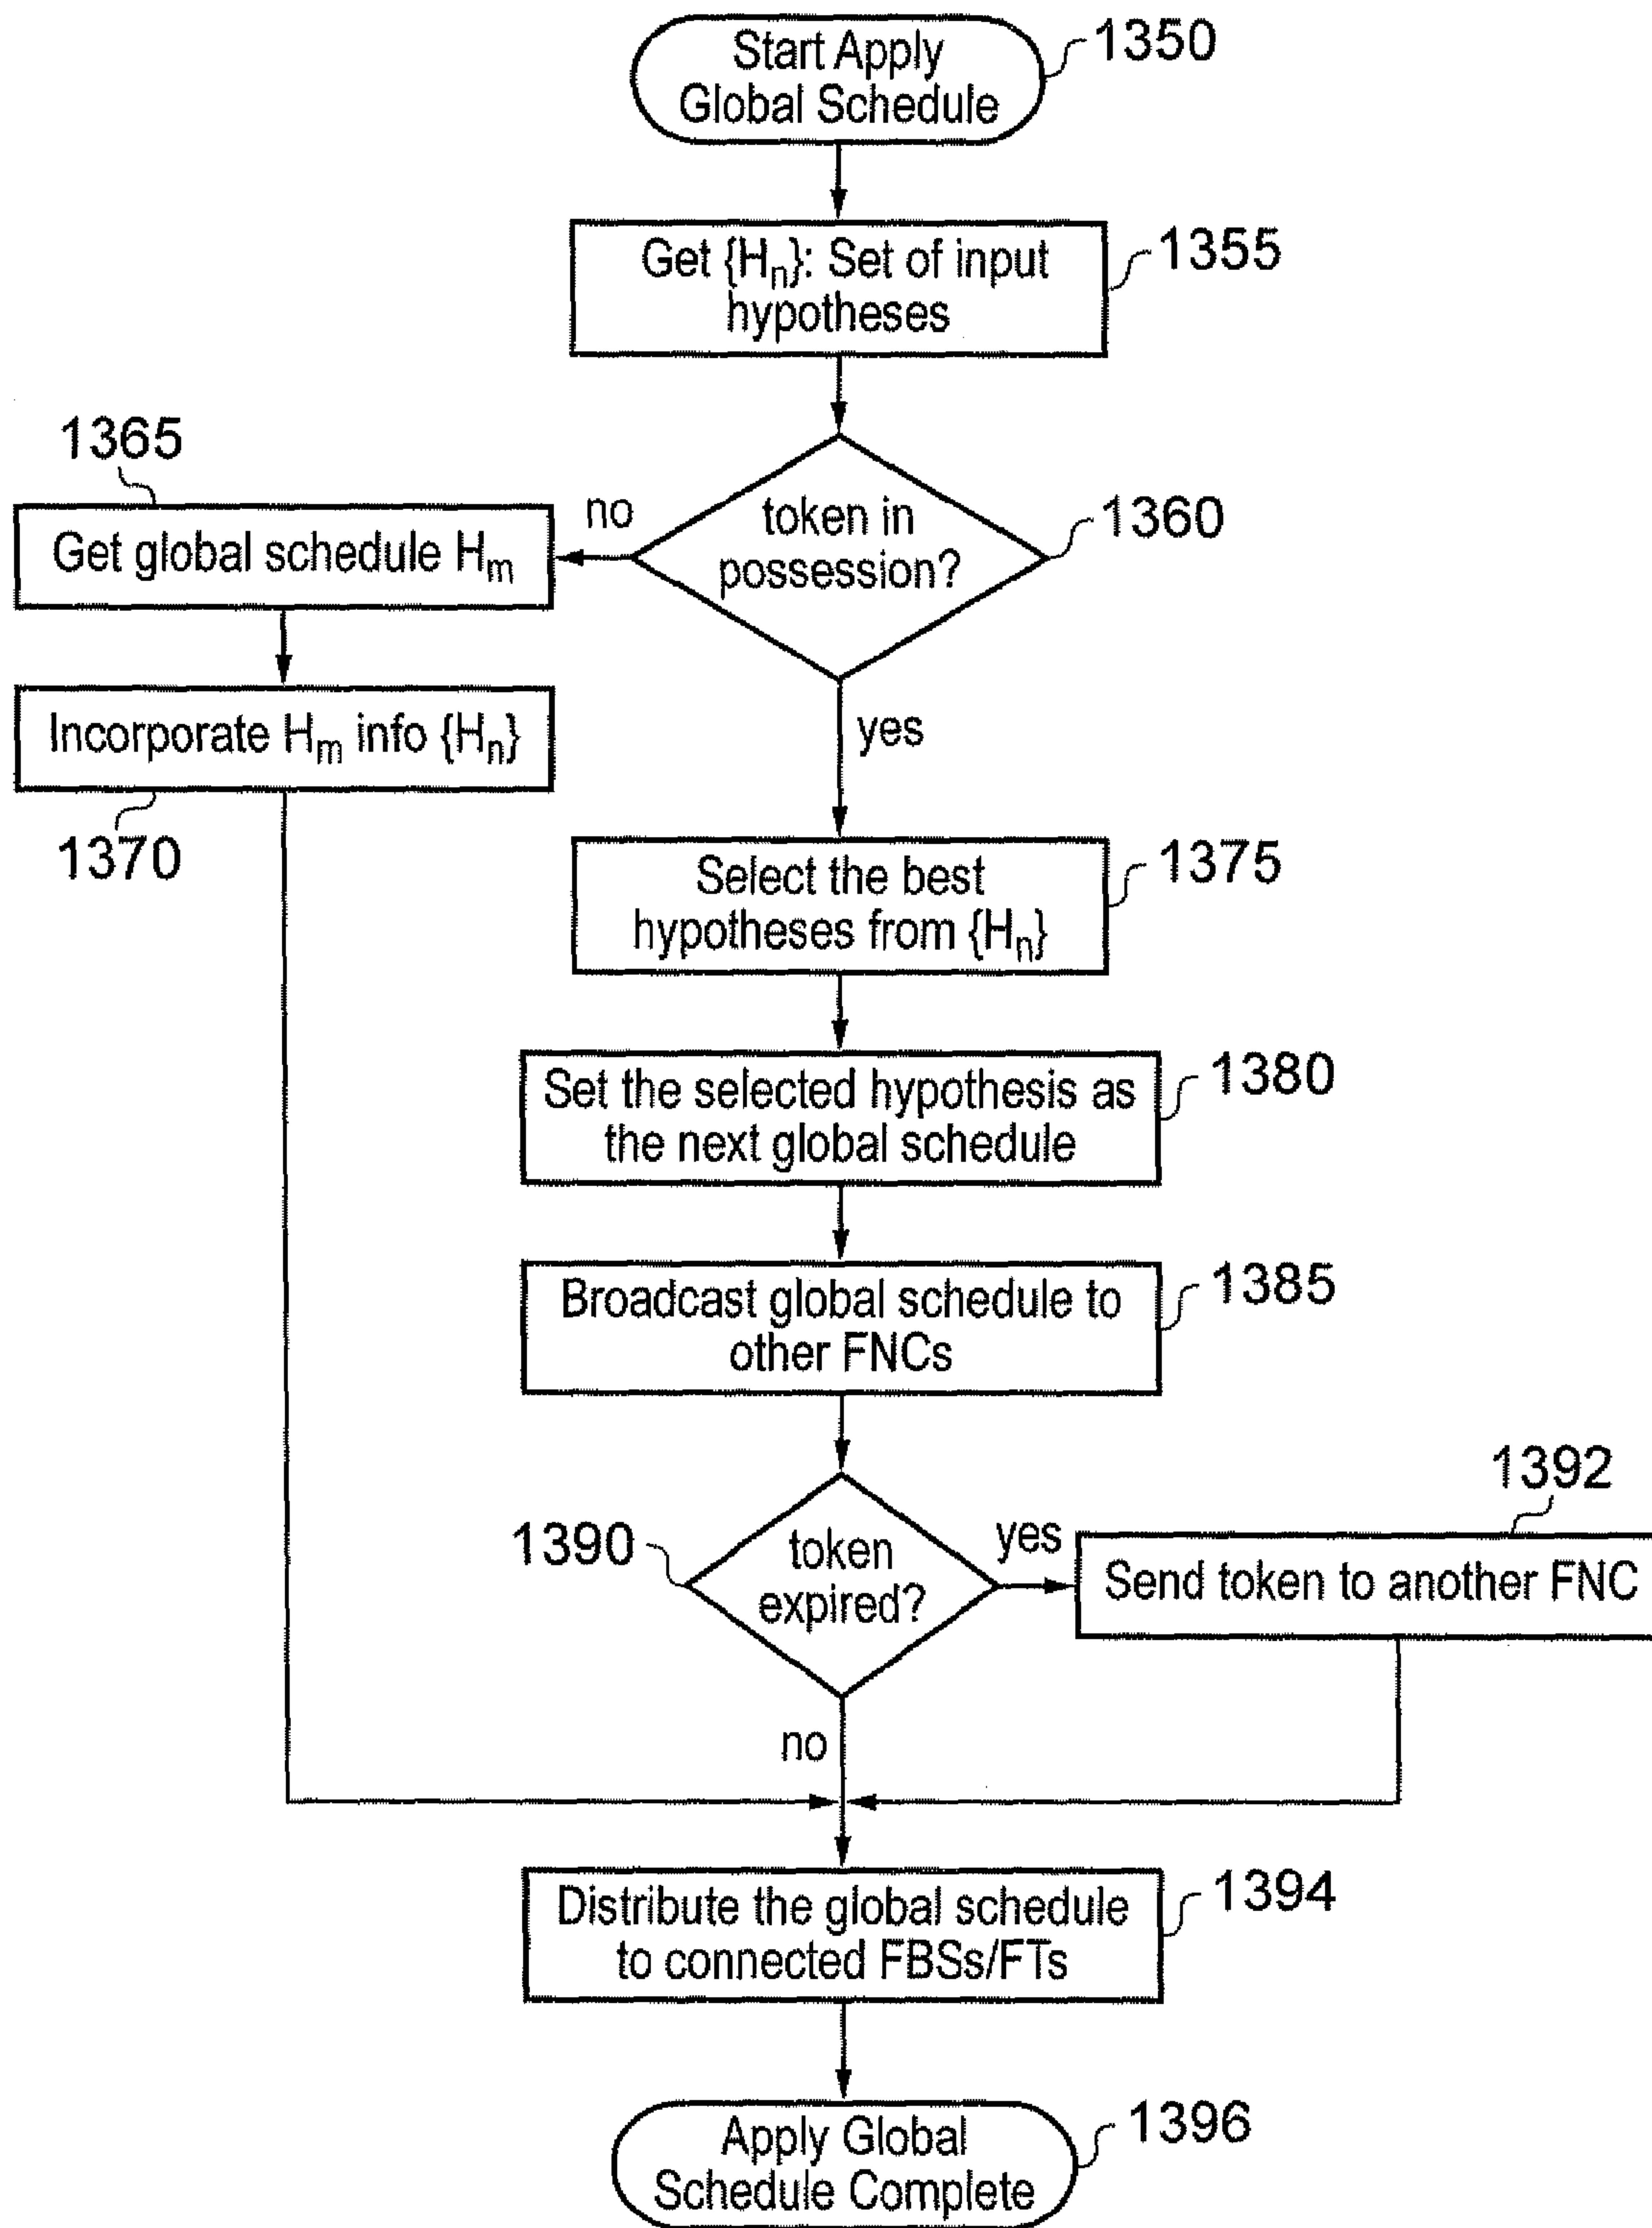 Start Apply
Global Schedule
1350
Get {Hn}: Set of input
hypotheses
1355
token in
possession?
1360
no
1365
Get global schedule Hm
Incorporate Hm info {Hn}
1370
yes
Select the best
hypotheses from {Hn}
1375
Set the selected hypothesis as
the next global schedule
1380
Broadcast global schedule to
other FNCs
1385
1390
token
expired?
yes
1392
Send token to another FNC
no
Distribute the global schedule
to connected FBSs/FTs
1394
Apply Global
Schedule Complete
1396